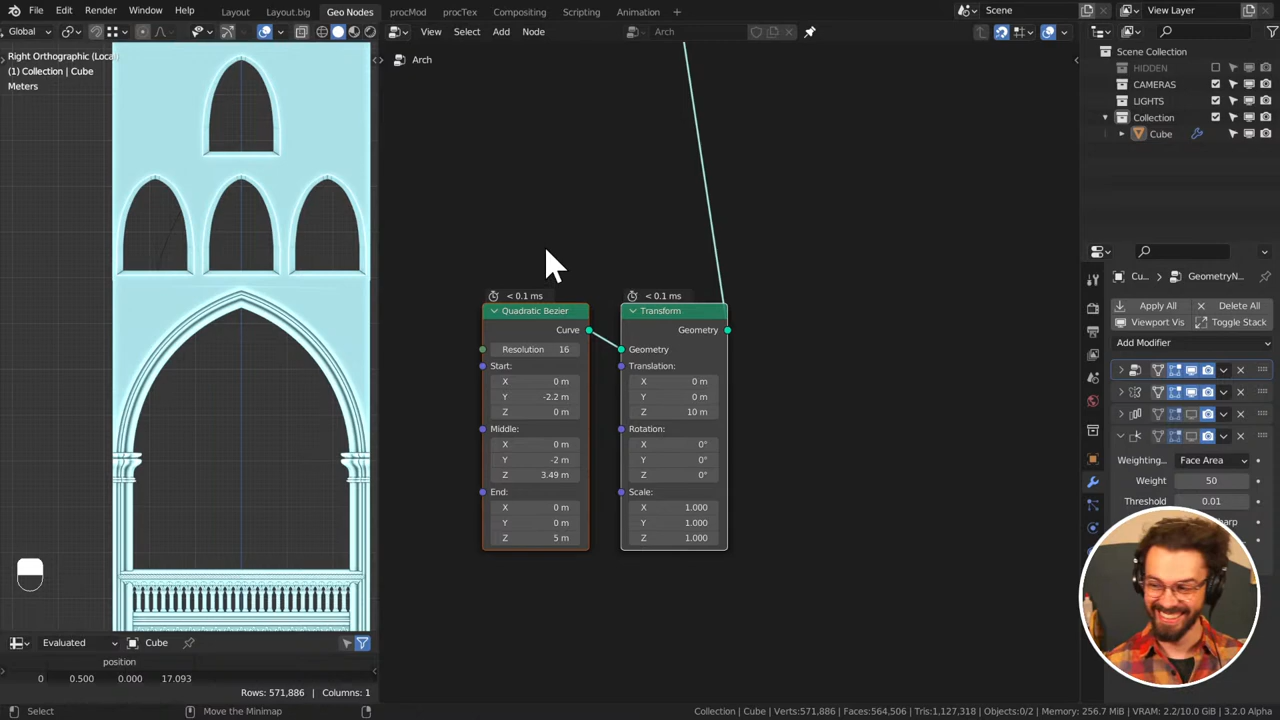 File Edit Render Window Help Layout Layout.big Geo Nodes procMod procTex Compositing Scripting Animation + Scene View Layer
Global View Select Add Node Arch
Right Orthographic (Local)
(1) Collection | Cube
Meters
Arch
Scene Collection
HIDDEN
CAMERAS
LIGHTS
Collection
Cube
Cu... GeometryN...
Apply All Delete All
Viewport Vis Toggle Stack
Add Modifier
Weighting... Face Area
Weight 50
Threshold 0.01
< 0.1 ms
Quadratic Bezier
Curve
Resolution 16
Start:
X 0 m
Y -2.2 m
Z 0 m
Middle:
X 0 m
Y -2 m
Z 3.49 m
End:
X 0 m
Y 0 m
Z 5 m
< 0.1 ms
Transform
Geometry
Geometry
Translation:
X 0 m
Y 0 m
Z 10 m
Rotation:
X 0°
Y 0°
Z 0°
Scale:
X 1.000
Y 1.000
Z 1.000
Evaluated Cube
position
0 0.500 0.000 17.093
Rows: 571,886 | Columns: 1
Select Move the Minimap Collection | Cube | Verts:571,886 | Faces:564,506 | Tris:1,127,318 | Objects:0/2 | Memory: 256.7 MiB | VRAM: 2.2/10.0 GiB | 3.2.0 Alpha